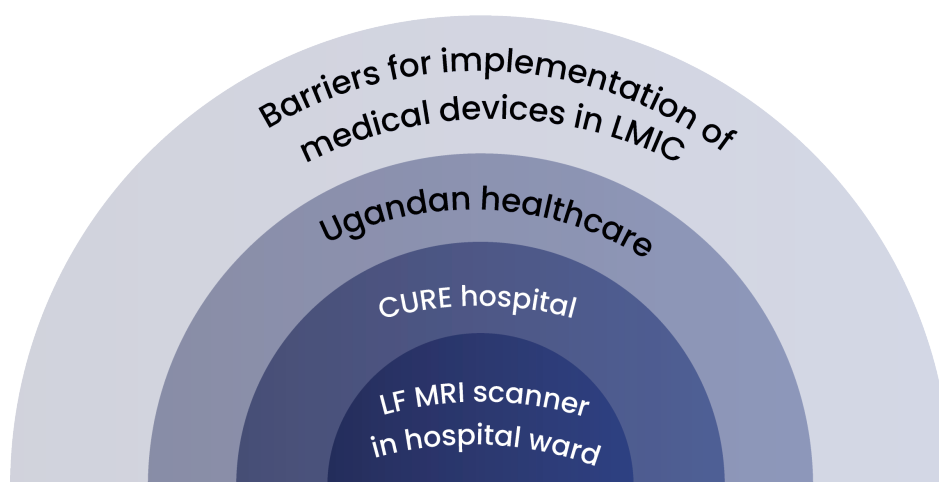 Barriers for implementation of
medical devices in LMIC
Ugandan healthcare
CURE hospital
LF MRI scanner
in hospital ward